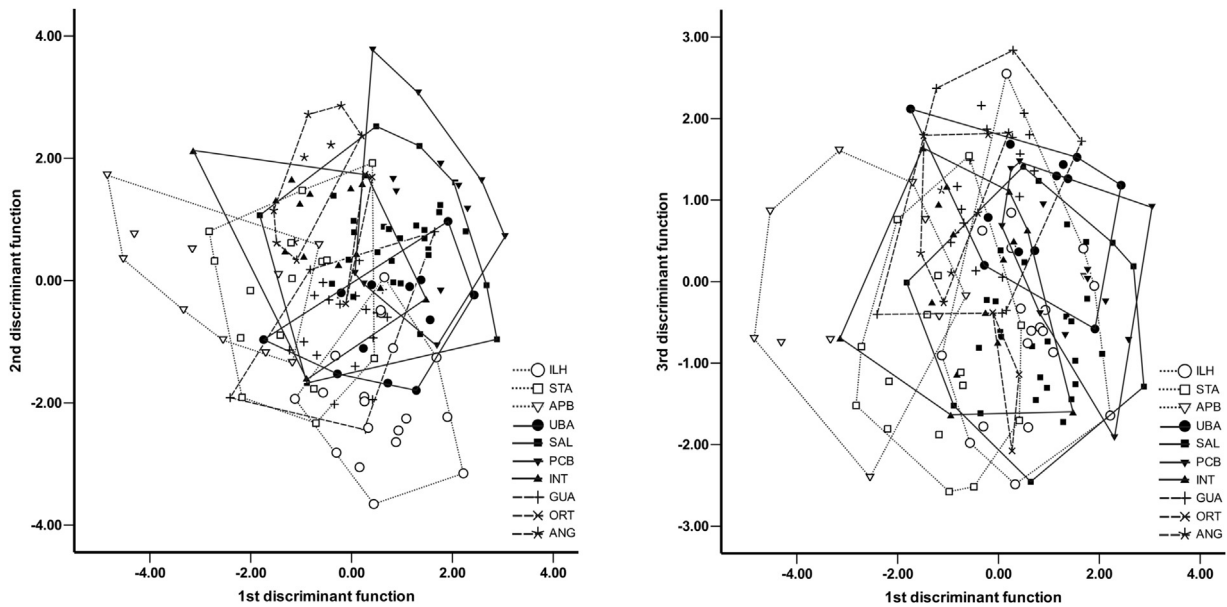 4.00
2.00
0.00
-2.00
-4.00
2nd discriminant function
-4.00 -2.00 0.00 2.00 4.00
1st discriminant function
ILH
STA
APB
UBA
SAL
PCB
INT
GUA
ORT
ANG
3.00
2.00
1.00
0.00
-1.00
-2.00
-3.00
3rd discriminant function
-4.00 -2.00 0.00 2.00 4.00
1st discriminant function
ILH
STA
APB
UBA
SAL
PCB
INT
GUA
ORT
ANG